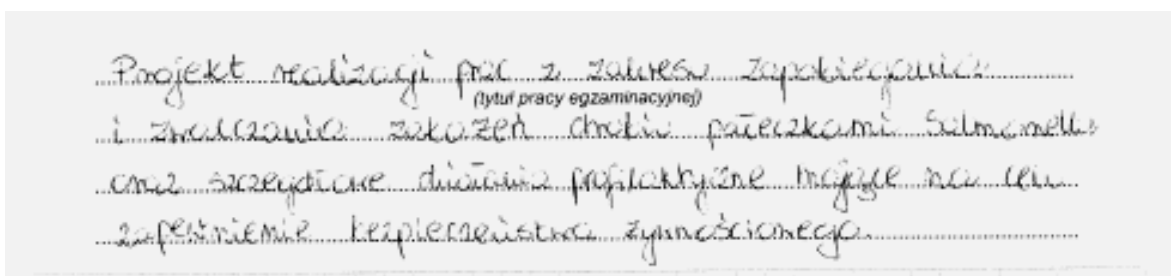 Projekt realizacji prac z zakresu zapobiegania
(tytuł pracy egzaminacyjnej)
i zwalczania zakażeń drobiu pałeczkami Salmonella
oraz szczegółowe działania profilaktyczne mające na celu
zapewnienie bezpieczeństwa żywnościowego.